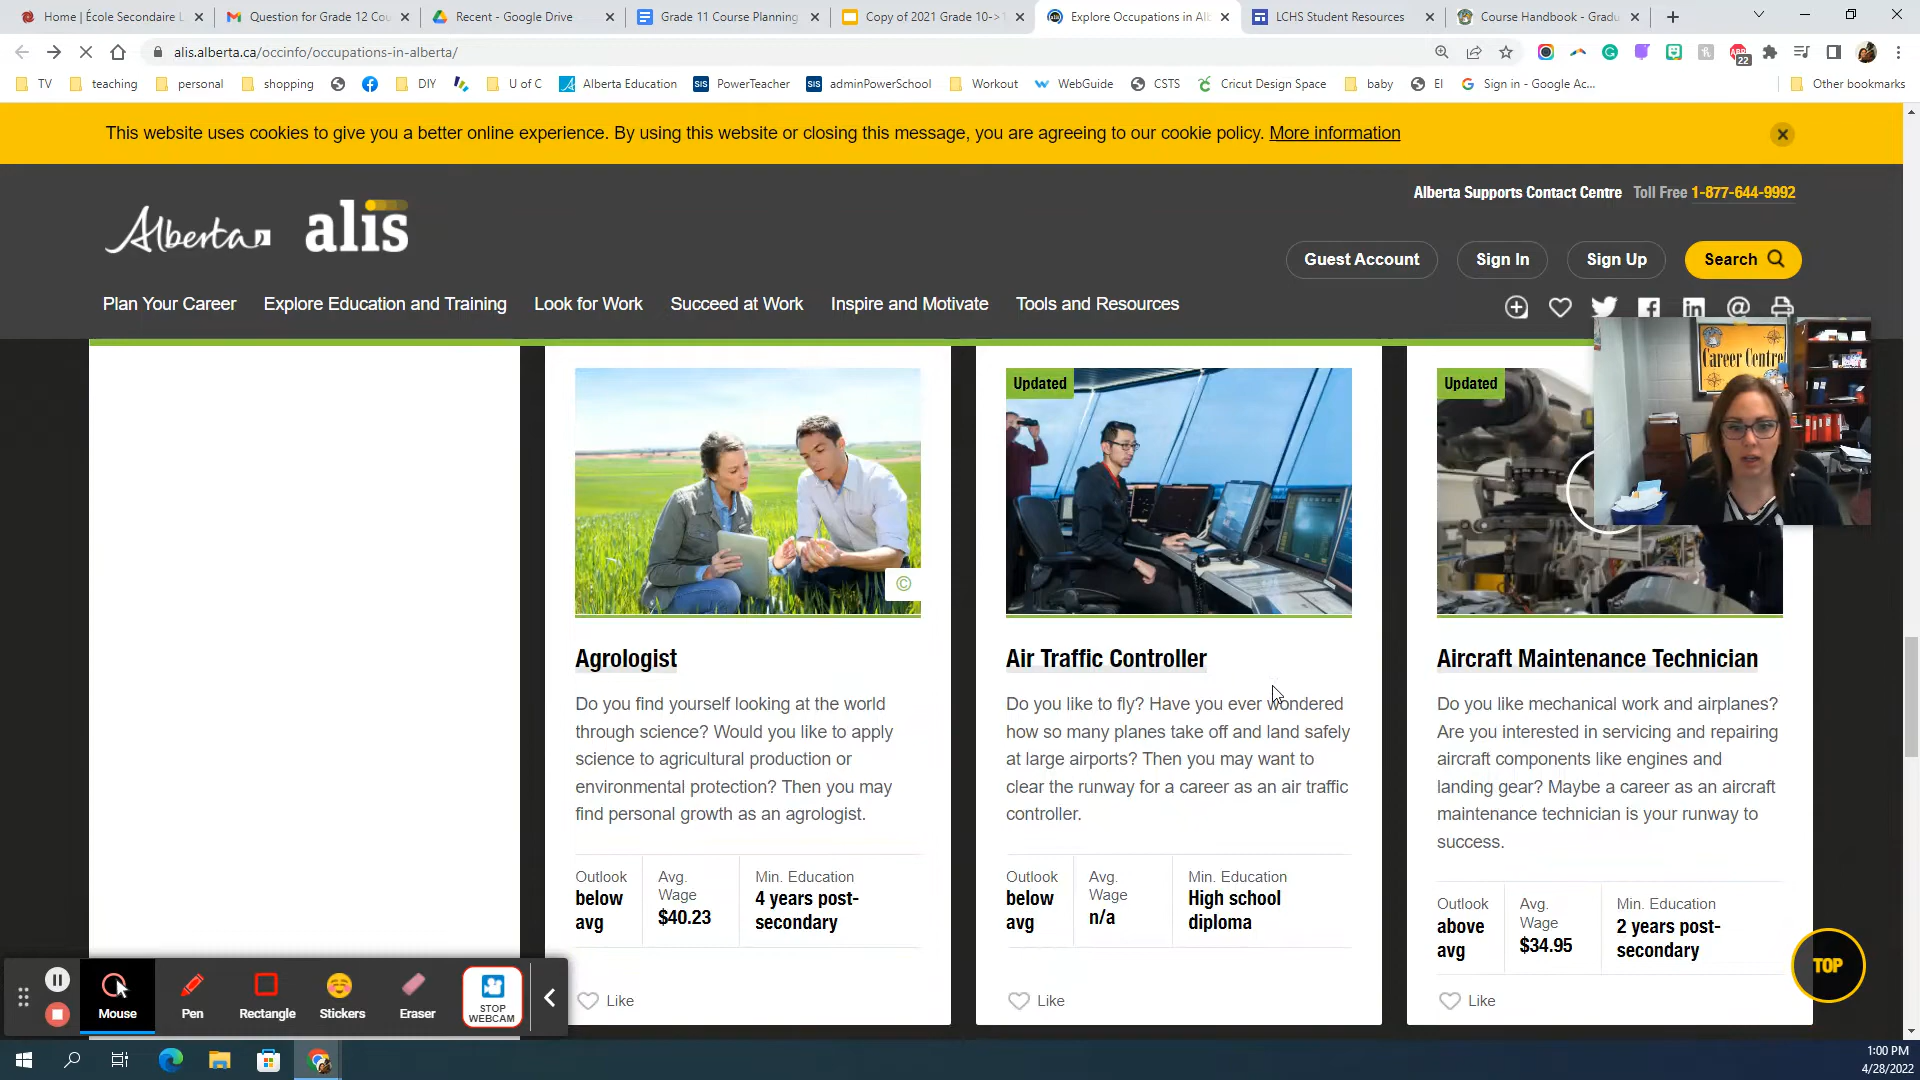 Home | École Secondaire L
Question for Grade 12 Cou
Recent - Google Drive
Grade 11 Course Planning
Copy of 2021 Grade 10->1
Explore Occupations in Alb
LCHS Student Resources
Course Handbook - Gradu
alis.alberta.ca/occinfo/occupations-in-alberta/
22
TV
teaching
personal
shopping
DIY
U of C
Alberta Education
SIS PowerTeacher
SIS adminPowerSchool
Workout
WebGuide
CSTS
Cricut Design Space
baby
EI
Sign in - Google Ac...
Other bookmarks
This website uses cookies to give you a better online experience. By using this website or closing this message, you are agreeing to our cookie policy. More information
Alberta Supports Contact Centre Toll Free 1-877-644-9992
Alberta alis
Guest Account
Sign In
Sign Up
Search
Plan Your Career
Explore Education and Training
Look for Work
Succeed at Work
Inspire and Motivate
Tools and Resources
Career Centre
Updated
Updated
©
Agrologist
Do you find yourself looking at the world
through science? Would you like to apply
science to agricultural production or
environmental protection? Then you may
find personal growth as an agrologist.
Outlook
below
avg
Avg.
Wage
$40.23
Min. Education
4 years post-
secondary
Like
Air Traffic Controller
Do you like to fly? Have you ever wondered
how so many planes take off and land safely
at large airports? Then you may want to
clear the runway for a career as an air traffic
controller.
Outlook
below
avg
Avg.
Wage
n/a
Min. Education
High school
diploma
Like
Aircraft Maintenance Technician
Do you like mechanical work and airplanes?
Are you interested in servicing and repairing
aircraft components like engines and
landing gear? Maybe a career as an aircraft
maintenance technician is your runway to
success.
Outlook
above
avg
Avg.
Wage
$34.95
Min. Education
2 years post-
secondary
Like
TOP
Mouse
Pen
Rectangle
Stickers
Eraser
STOP
WEBCAM
1:00 PM
4/28/2022